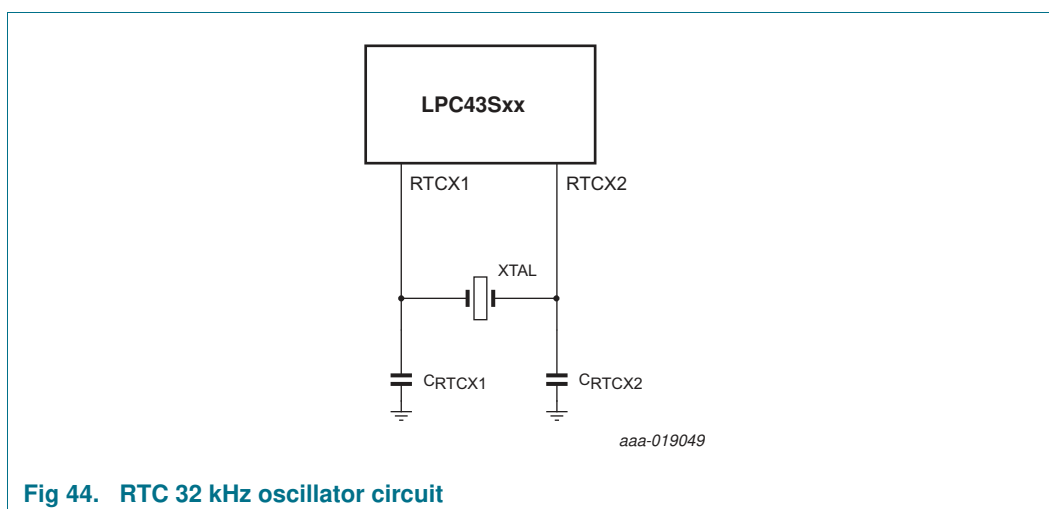 LPC43Sxx
RTCX1
RTCX2
XTAL
CRTCX1
CRTCX2
aaa-019049
Fig 44. RTC 32 kHz oscillator circuit